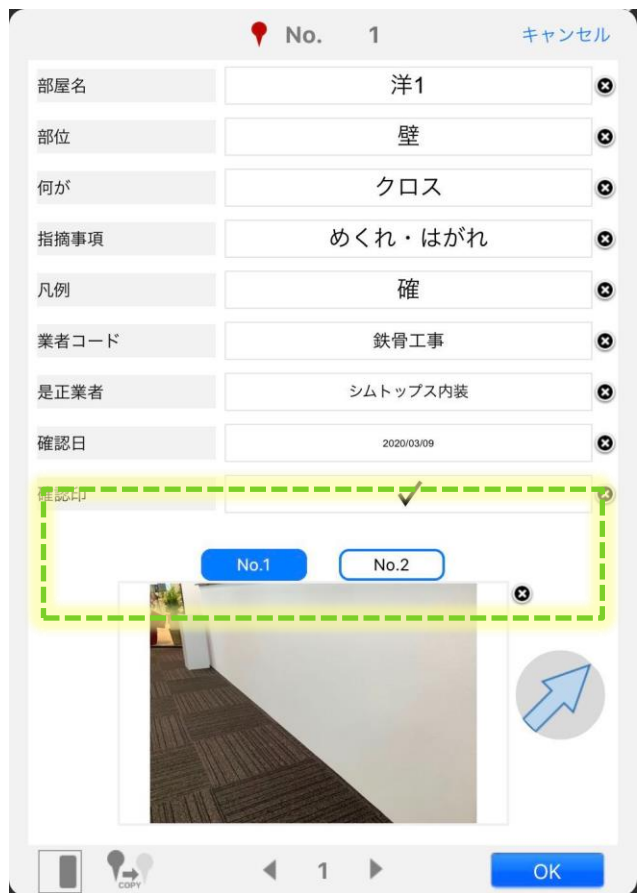 No. 1 キャンセル
部屋名 洋1
部位 壁
何が クロス
指摘事項 めくれ・はがれ
凡例 確
業者コード 鉄骨工事
是正業者 シムトップス内装
確認日 2020/03/09
確認印
No.1 No.2
COPY 1 OK